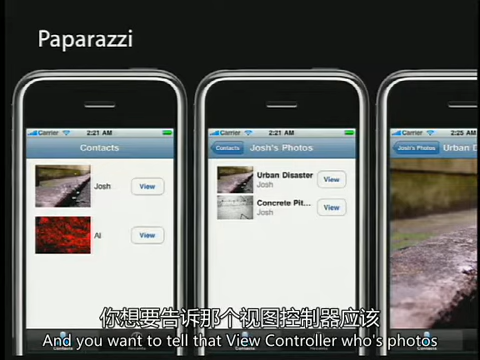 Paparazzi
Carrier 2:21 AM
Contacts
Josh View
Al View
Carrier 2:21 AM
Contacts Josh's Photos
Urban Disaster
Josh
View
Concrete Pit...
Josh
View
Carrier 2:25 AM
Josh's Photos Urban D
你想要告诉那个视图控制器应该
And you want to tell that View Controller who's photos